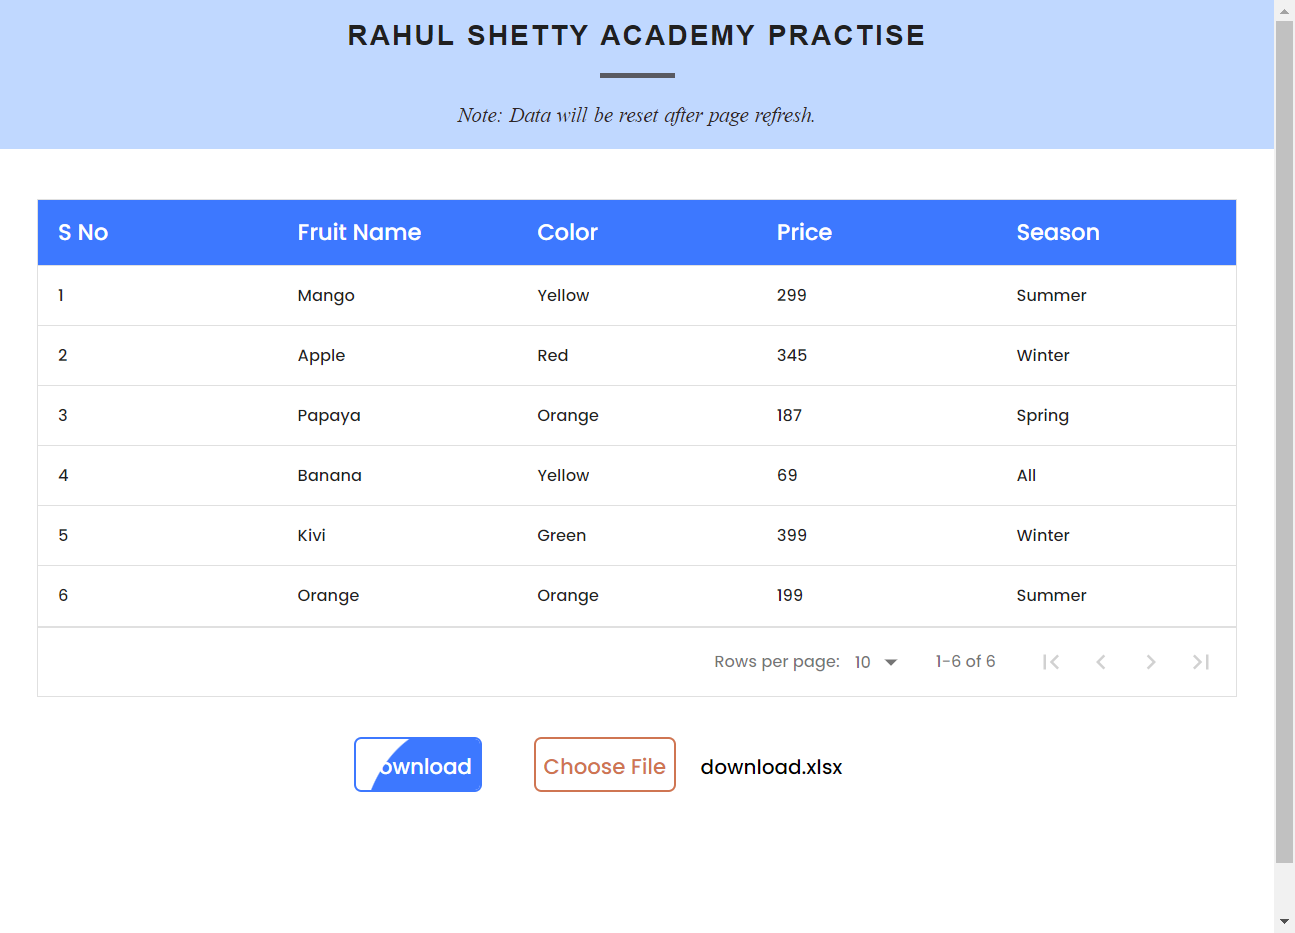 RAHUL SHETTY ACADEMY PRACTISE
Note: Data will be reset after page refresh.
S No Fruit Name Color Price Season
1 Mango Yellow 299 Summer
2 Apple Red 345 Winter
3 Papaya Orange 187 Spring
4 Banana Yellow 69 All
5 Kivi Green 399 Winter
6 Orange Orange 199 Summer
Rows per page: 10 1-6 of 6
Download Choose File download.xlsx